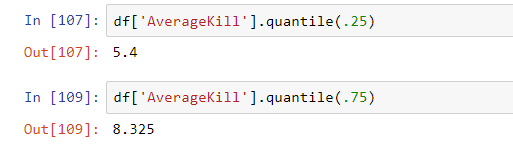 In [107]: df['AverageKill'].quantile(.25)
Out[107]: 5.4
In [109]: df['AverageKill'].quantile(.75)
Out[109]: 8.325